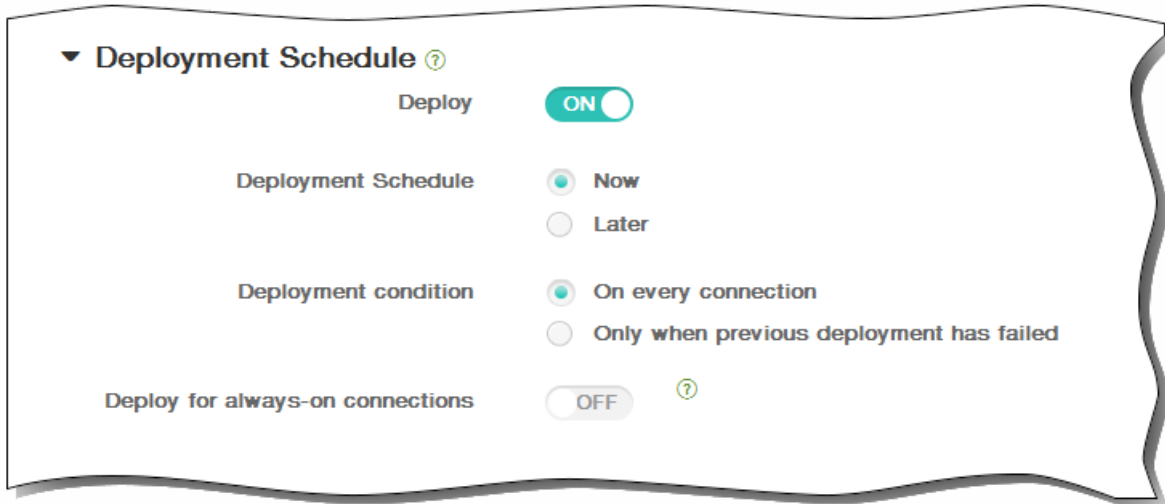 Deployment Schedule ?
Deploy ON
Deployment Schedule Now
Later
Deployment condition On every connection
Only when previous deployment has failed
Deploy for always-on connections OFF ?